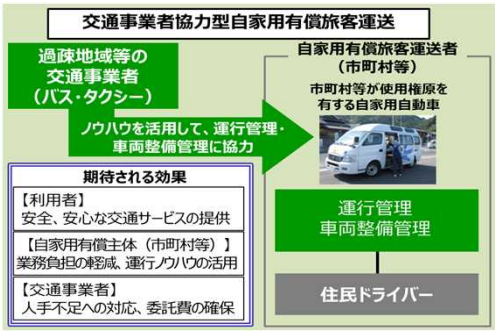 交通事業者協力型自家用有償旅客運送
過疎地域等の
交通事業者
（バス・タクシー）
ノウハウを活用して、運行管理・
車両整備管理に協力
期待される効果
【利用者】
安全、安心な交通サービスの提供
【自家用有償主体（市町村等）】
業務負担の軽減、運行ノウハウの活用
【交通事業者】
人手不足への対応、委託費の確保
自家用有償旅客運送者
（市町村等）
市町村等が使用権原を
有する自家用自動車
運行管理
車両整備管理
住民ドライバー